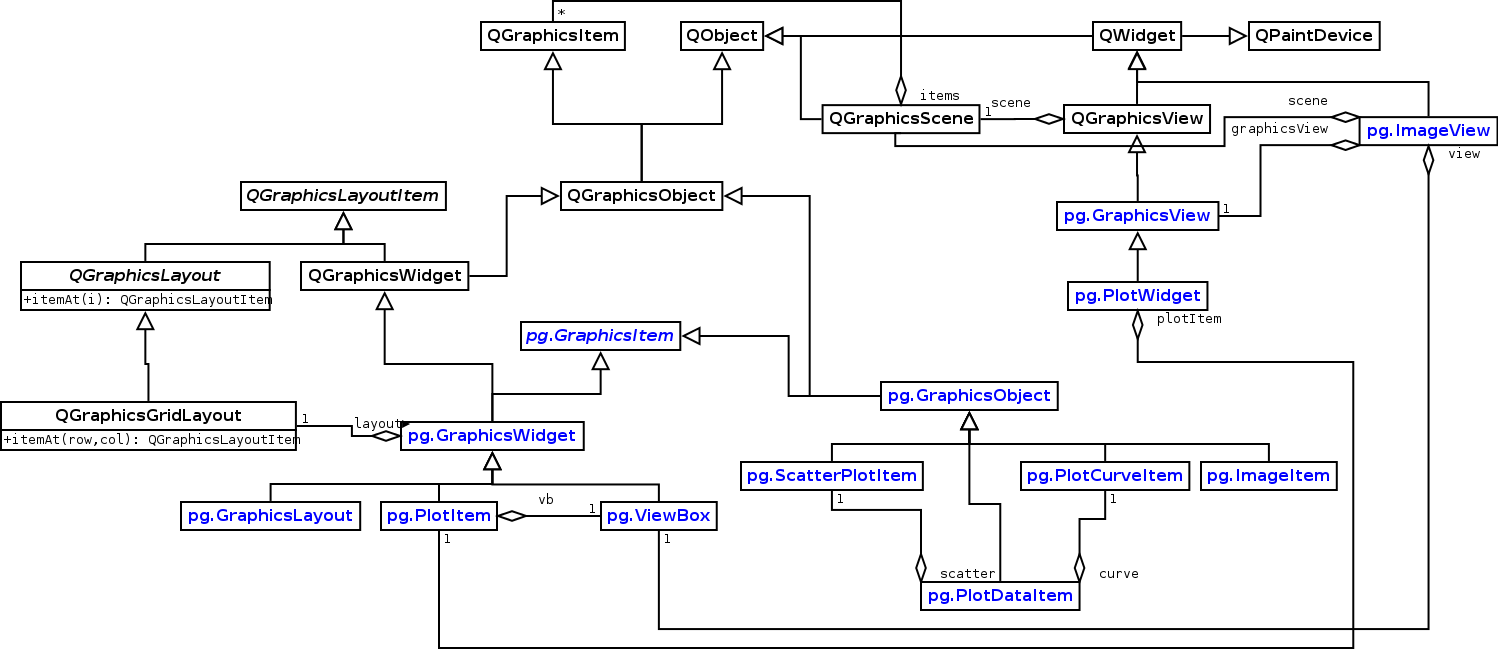 *
QGraphicsItem
QObject
QWidget
QPaintDevice
items
1
scene
scene
QGraphicsScene
QGraphicsView
graphicsView
pg.ImageView
view
QGraphicsLayoutItem
QGraphicsObject
pg.GraphicsView
1
QGraphicsLayout
+itemAt(i): QGraphicsLayoutItem
QGraphicsWidget
pg.PlotWidget
plotItem
pg.GraphicsItem
pg.GraphicsObject
QGraphicsGridLayout
+itemAt(row,col): QGraphicsLayoutItem
1
layout
pg.GraphicsWidget
pg.ScatterPlotItem
1
pg.PlotCurveItem
1
pg.ImageItem
pg.GraphicsLayout
pg.PlotItem
1
vb
1
pg.ViewBox
1
scatter
curve
pg.PlotDataItem